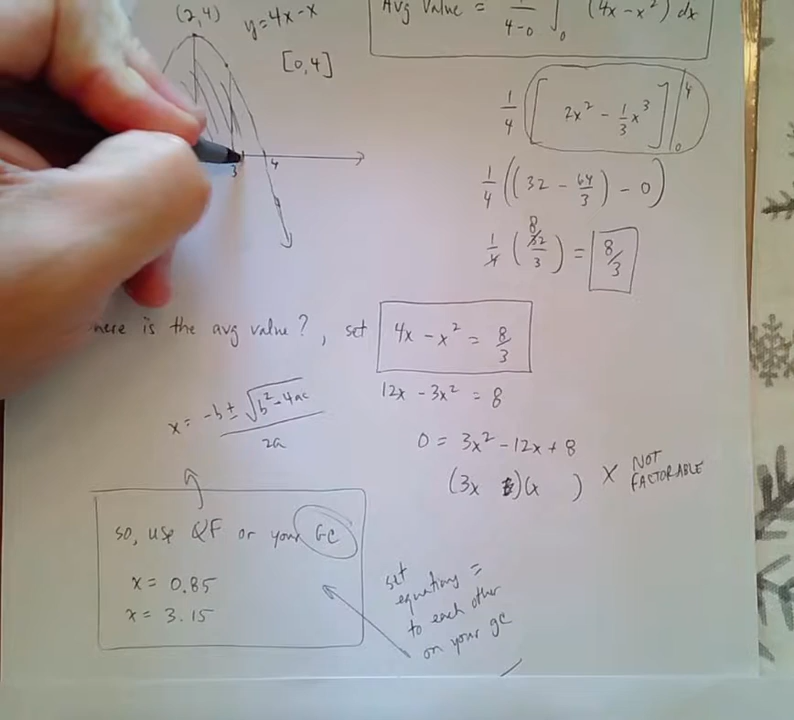 (2,4) y=4x-x
[0,4]
3 4
Avg Value = 1/(4-0) ∫₀ (4x-x²) dx
1/4 [2x² - 1/3x³] |₀⁴
1/4 ((32 - 64/3) - 0)
1/4 (32/3) = 8/3
8
here is the avg value?, set 4x - x² = 8/3
12x - 3x² = 8
0 = 3x² - 12x + 8
(3x )(x ) X NOT
FACTORABLE
x = -b ± √b²-4ac
2a
so, use QF or your GC
x = 0.85
x = 3.15
set
equations =
to each other
on your gc